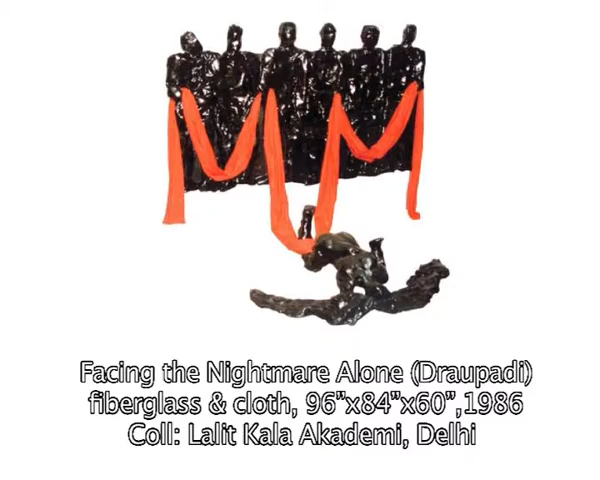 Facing the Nightmare Alone (Draupadi)
fiberglass & cloth, 96”x84”x60”,1986
Coll: Lalit Kala Akademi, Delhi